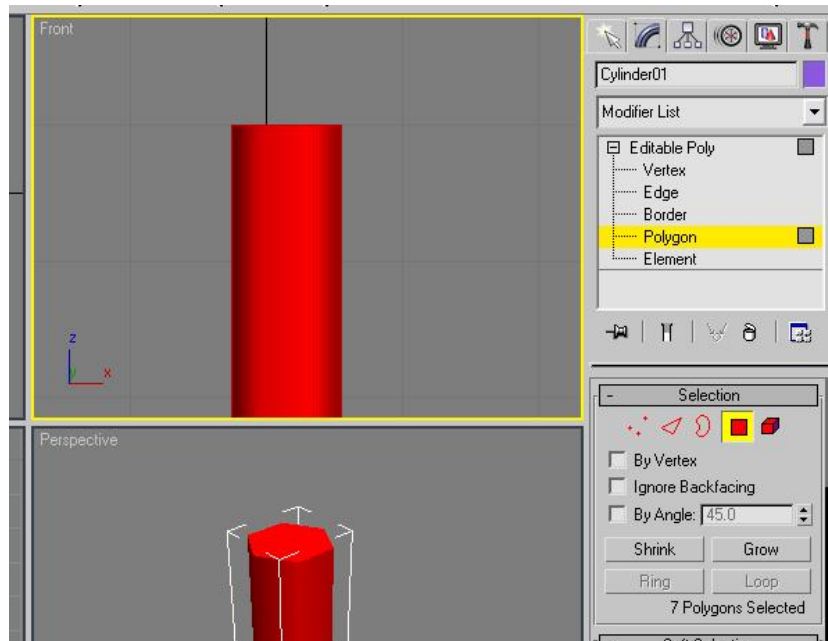 Front
z
y
x
Perspective
Cylinder01
Modifier List
Editable Poly
Vertex
Edge
Border
Polygon
Element
- Selection
By Vertex
Ignore Backfacing
By Angle: 45.0
Shrink Grow
Ring Loop
7 Polygons Selected